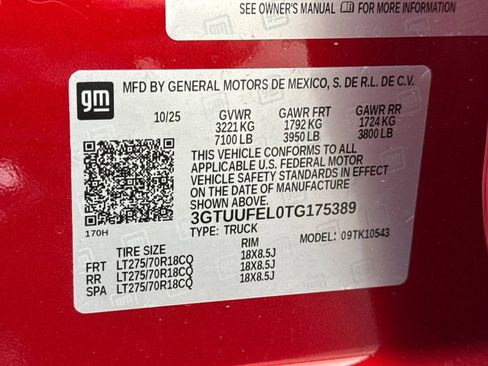 SEE OWNER'S MANUAL FOR MORE INFORMATION
gm
MFD BY GENERAL MOTORS DE MEXICO, S. DE R.L. DE C.V.
10/25 GVWR GAWR FRT GAWR RR
3221 KG 1792 KG 1724 KG
7100 LB 3950 LB 3800 LB
THIS VEHICLE CONFORMS TO ALL
APPLICABLE U.S. FEDERAL MOTOR
VEHICLE SAFETY STANDARDS IN EFFECT
ON THE DATE OF MANUFACTURE SHOWN ABOVE.
3GTUUFEL0TG175389
170H TYPE: TRUCK MODEL: 09TK10543
TIRE SIZE RIM
FRT LT275/70R18CQ 18X8.5J
RR LT275/70R18CQ 18X8.5J
SPA LT275/70R18CQ 18X8.5J